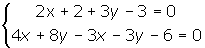 2x + 2 + 3y − 3 = 0
4x + 8y − 3x − 3y − 6 = 0